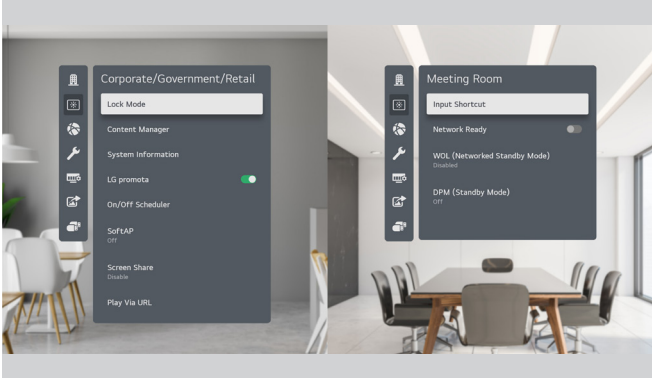 Corporate/Government/Retail
Lock Mode
Content Manager
System Information
LG promota
On/Off Scheduler
SoftAP
Off
Screen Share
Disable
Play Via URL
Meeting Room
Input Shortcut
Network Ready
WOL (Networked Standby Mode)
Disabled
DPM (Standby Mode)
Off